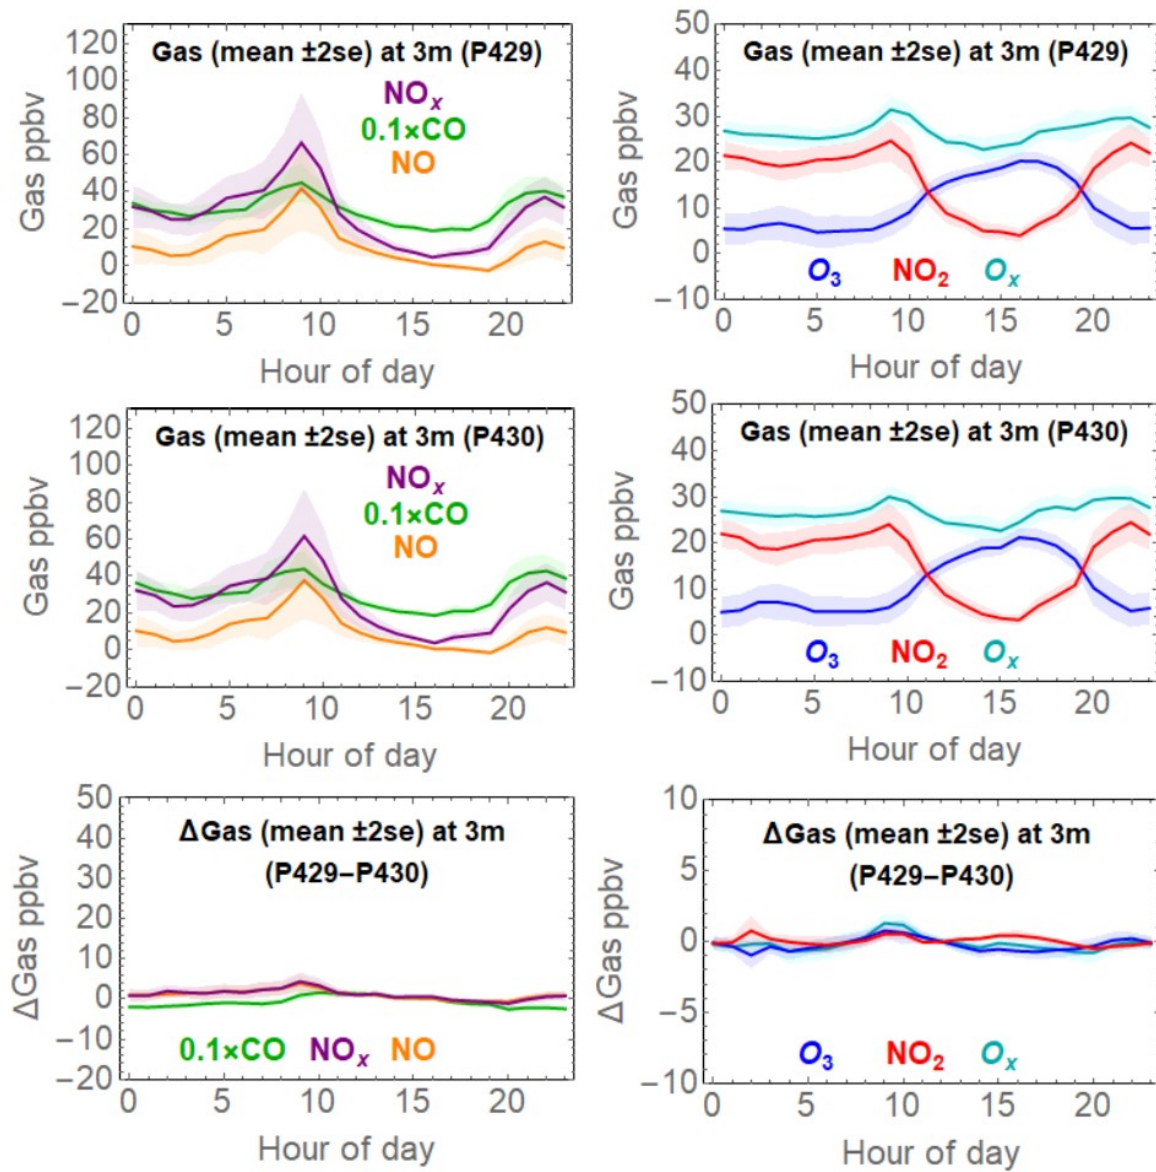 Gas (mean ±2se) at 3m (P429)
NOₓ
0.1×CO
NO
Gas ppbv
120
100
80
60
40
20
0
−20
0 5 10 15 20
Hour of day
Gas (mean ±2se) at 3m (P429)
Gas ppbv
50
40
30
20
10
0
−10
O₃ NO₂ Oₓ
0 5 10 15 20
Hour of day
Gas (mean ±2se) at 3m (P430)
NOₓ
0.1×CO
NO
Gas ppbv
120
100
80
60
40
20
0
−20
0 5 10 15 20
Hour of day
Gas (mean ±2se) at 3m (P430)
Gas ppbv
50
40
30
20
10
0
−10
O₃ NO₂ Oₓ
0 5 10 15 20
Hour of day
ΔGas (mean ±2se) at 3m
(P429−P430)
ΔGas ppbv
50
40
30
20
10
0
−10
−20
0.1×CO NOₓ NO
0 5 10 15 20
Hour of day
ΔGas (mean ±2se) at 3m
(P429−P430)
ΔGas ppbv
10
5
0
−5
−10
O₃ NO₂ Oₓ
0 5 10 15 20
Hour of day